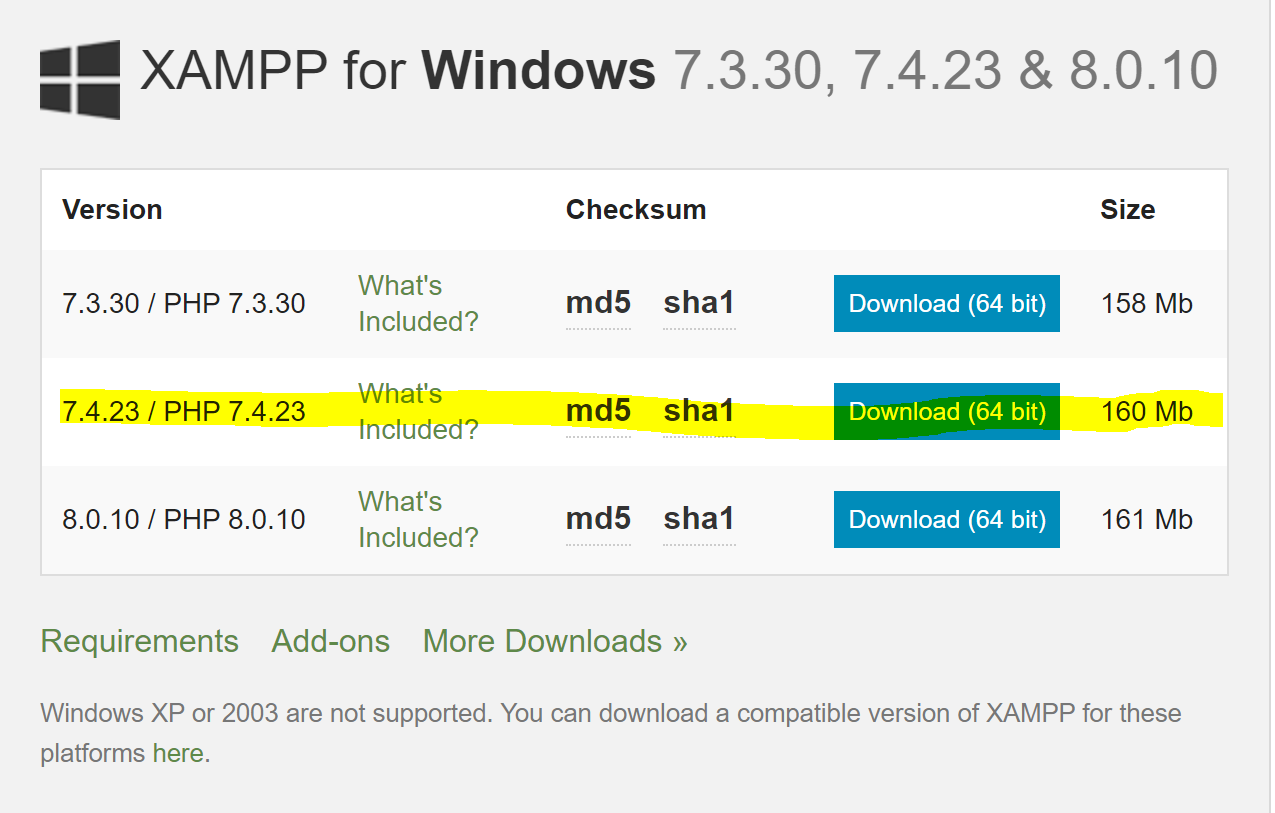 XAMPP for Windows 7.3.30, 7.4.23 & 8.0.10
Version Checksum Size
7.3.30 / PHP 7.3.30 What's Included? md5 sha1 Download (64 bit) 158 Mb
7.4.23 / PHP 7.4.23 What's Included? md5 sha1 Download (64 bit) 160 Mb
8.0.10 / PHP 8.0.10 What's Included? md5 sha1 Download (64 bit) 161 Mb
Requirements Add-ons More Downloads »
Windows XP or 2003 are not supported. You can download a compatible version of XAMPP for these
platforms here.